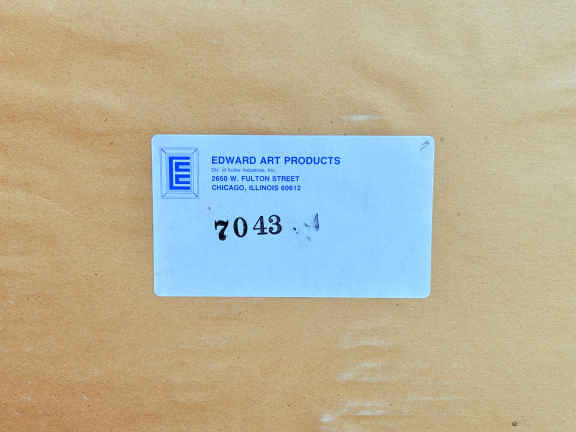 EDWARD ART PRODUCTS
2650 W. FULTON STREET
CHICAGO, ILLINOIS 60612
7043